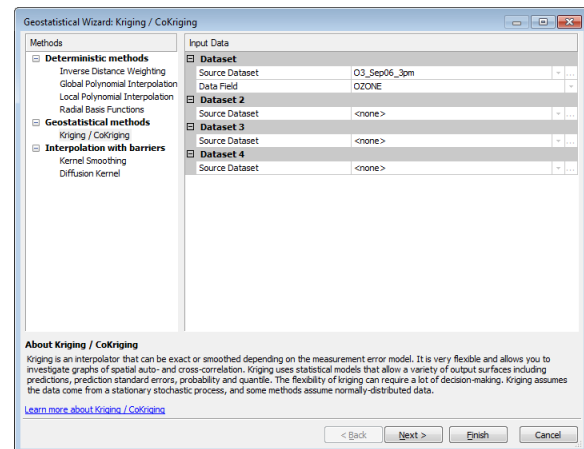 Geostatistical Wizard: Kriging / CoKriging
Methods
Deterministic methods
Inverse Distance Weighting
Global Polynomial Interpolation
Local Polynomial Interpolation
Radial Basis Functions
Geostatistical methods
Kriging / CoKriging
Interpolation with barriers
Kernel Smoothing
Diffusion Kernel
Input Data
Dataset
Source Dataset O3_Sep06_3pm
Data Field OZONE
Dataset 2
Source Dataset <none>
Dataset 3
Source Dataset <none>
Dataset 4
Source Dataset <none>
About Kriging / CoKriging
Kriging is an interpolator that can be exact or smoothed depending on the measurement error model. It is very flexible and allows you to
investigate graphs of spatial auto- and cross-correlation. Kriging uses statistical models that allow a variety of output surfaces including
predictions, prediction standard errors, probability and quantile. The flexibility of kriging can require a lot of decision-making. Kriging assumes
the data come from a stationary stochastic process, and some methods assume normally-distributed data.
Learn more about Kriging / CoKriging
< Back Next > Finish Cancel